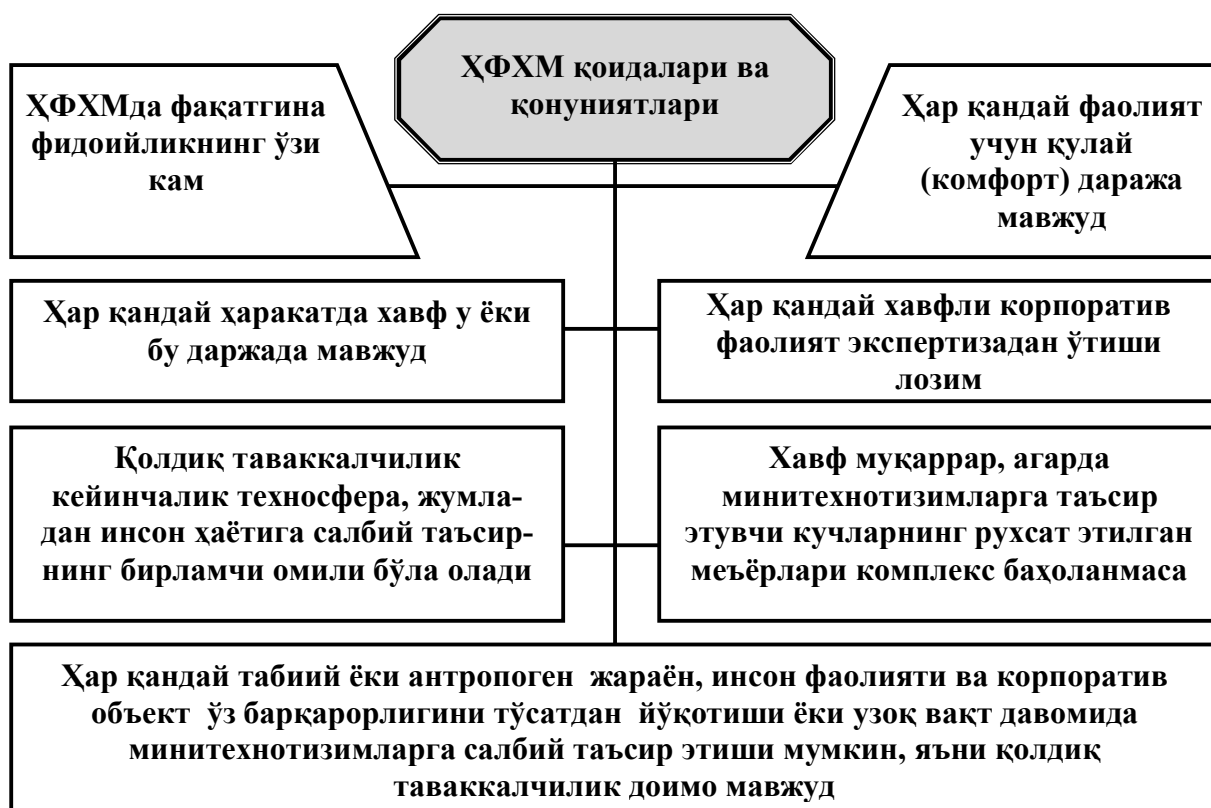 ҲФХМ қоидалари ва
қонуниятлари
ҲФХМда фақатгина
фидоийликнинг ўзи
кам
Ҳар қандай фаолият
учун қулай
(комфорт) даража
мавжуд
Ҳар қандай ҳаракатда хавф у ёки
бу даржада мавжуд
Ҳар қандай хавфли корпоратив
фаолият экспертизадан ўтиши
лозим
Қолдиқ таваккалчилик
кейинчалик техносфера, жумла-
дан инсон ҳаётига салбий таъсир-
нинг бирламчи омили бўла олади
Хавф муқаррар, агарда
минитехнотизимларга таъсир
этувчи кучларнинг рухсат этилган
меъёрлари комплекс баҳоланмаса
Ҳар қандай табиий ёки антропоген жараён, инсон фаолияти ва корпоратив
объект ўз барқарорлигини тўсатдан йўқотиши ёки узоқ вақт давомида
минитехнотизимларга салбий таъсир этиши мумкин, яъни қолдиқ
таваккалчилик доимо мавжуд